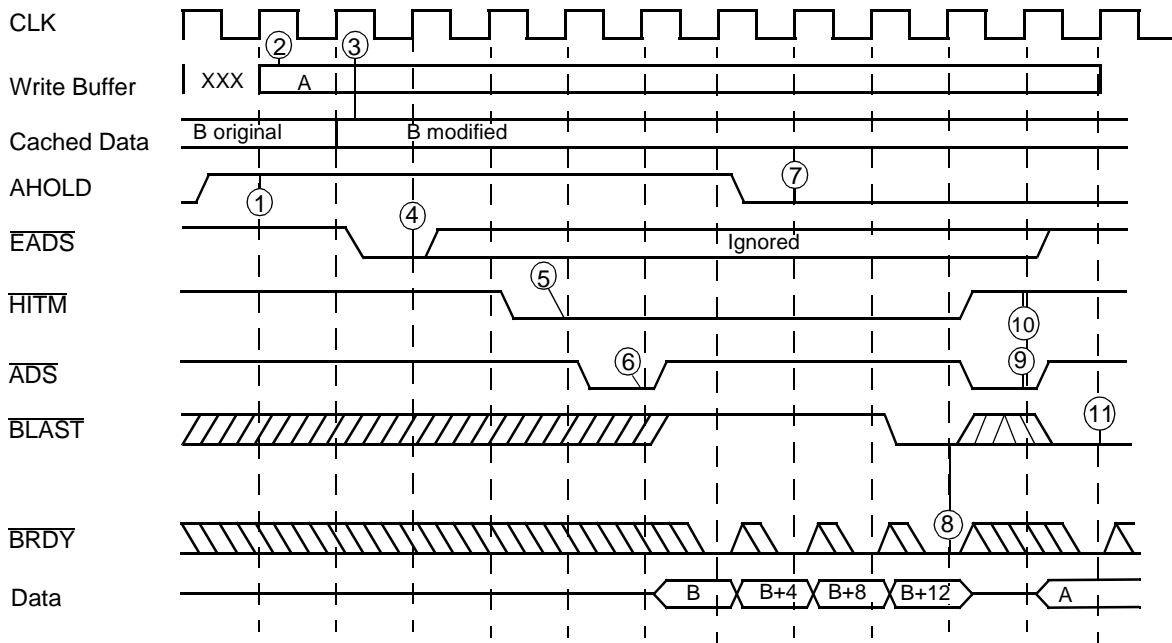 CLK
② ③
Write Buffer XXX A
Cached Data B original B modified
AHOLD ① ④ ⑦
EADS Ignored
HITM ⑤ ⑩
ADS ⑥ ⑨
BLAST ⑪
BRDY ⑧
Data B B+4 B+8 B+12 A